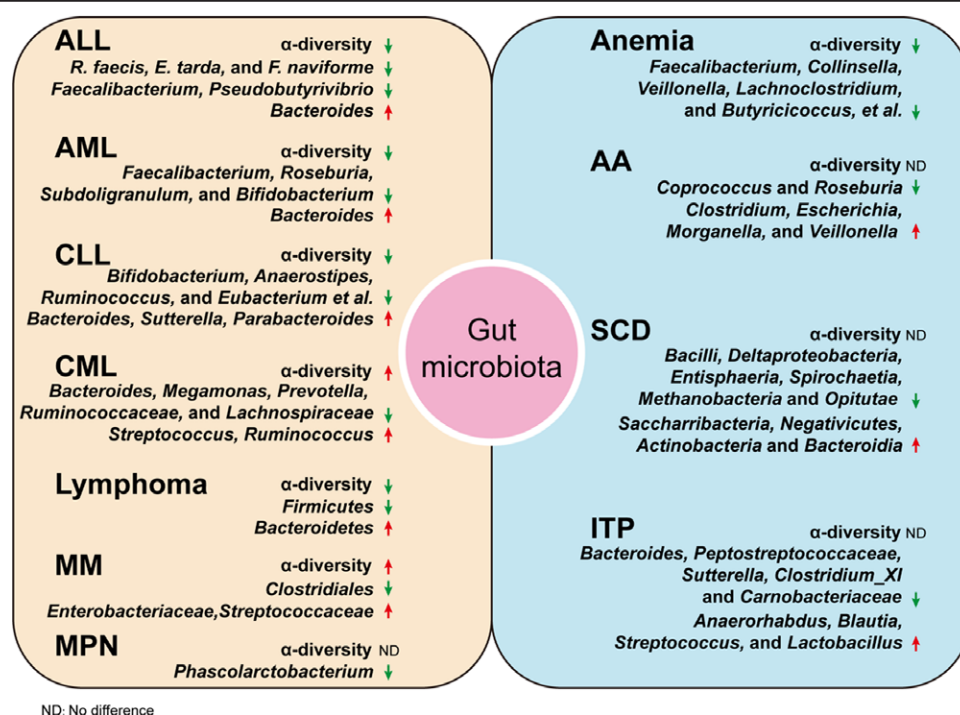 ALL α-diversity ↓
R. faecis, E. tarda, and F. naviforme ↓
Faecalibacterium, Pseudobutyrivibrio ↓
Bacteroides ↑
AML α-diversity ↓
Faecalibacterium, Roseburia,
Subdoligranulum, and Bifidobacterium ↓
Bacteroides ↑
CLL α-diversity ↓
Bifidobacterium, Anaerostipes,
Ruminococcus, and Eubacterium et al. ↓
Bacteroides, Sutterella, Parabacteroides ↑
CML α-diversity ↑
Bacteroides, Megamonas, Prevotella,
Ruminococcaceae, and Lachnospiraceae ↓
Streptococcus, Ruminococcus ↑
Lymphoma α-diversity ↓
Firmicutes ↓
Bacteroidetes ↑
MM α-diversity ↑
Clostridiales ↓
Enterobacteriaceae,Streptococcaceae ↑
MPN α-diversity ND
Phascolarctobacterium ↓
Gut
microbiota
Anemia α-diversity ↓
Faecalibacterium, Collinsella,
Veillonella, Lachnoclostridium,
and Butyricicoccus, et al. ↓
AA α-diversity ND
Coprococcus and Roseburia ↓
Clostridium, Escherichia,
Morganella, and Veillonella ↑
SCD α-diversity ND
Bacilli, Deltaproteobacteria,
Entisphaeria, Spirochaetia,
Methanobacteria and Opitutae ↓
Saccharribacteria, Negativicutes,
Actinobacteria and Bacteroidia ↑
ITP α-diversity ND
Bacteroides, Peptostreptococcaceae,
Sutterella, Clostridium_XI
and Carnobacteriaceae ↓
Anaerorhabdus, Blautia,
Streptococcus, and Lactobacillus ↑
ND: No difference